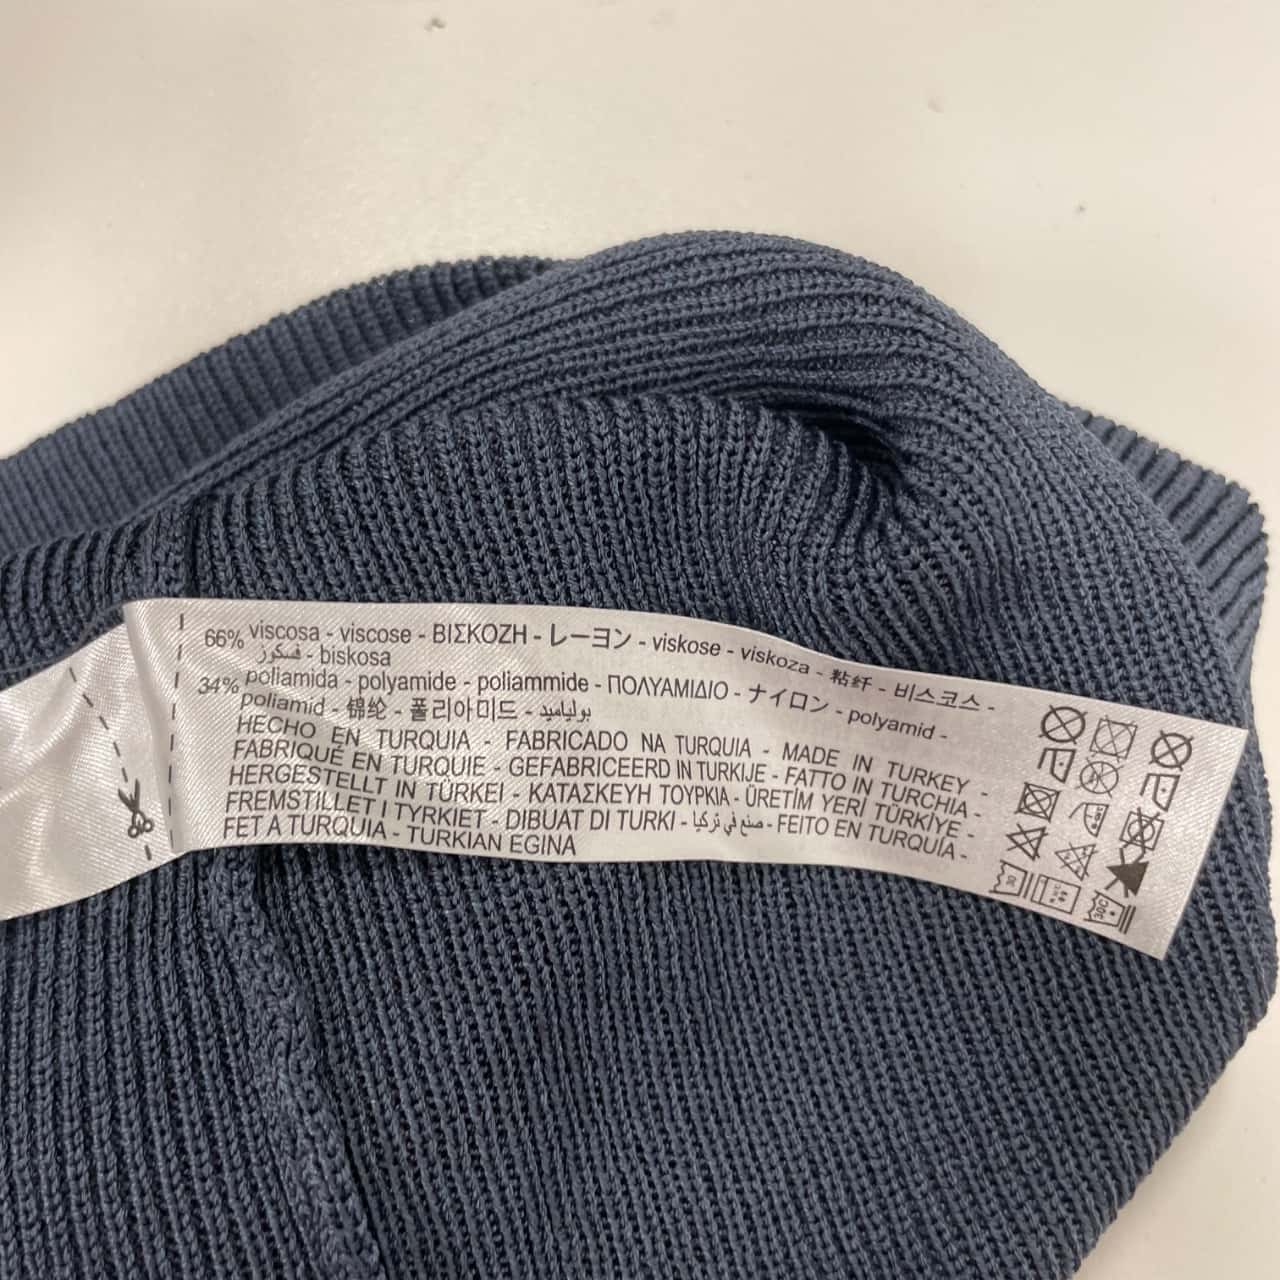 66% viscosa - viscose - ΒΙΣΚΟΖΗ - レーヨン - viskose - viskoza - 粘纤 - 비스코스 -
فسكوز - biskosa
34% poliamida - polyamide - poliammide - ΠΟΛΥΑΜΙΔΙΟ - ナイロン - polyamid -
poliamid - 锦纶 - 폴리아미드 - بولياميد
HECHO EN TURQUIA - FABRICADO NA TURQUIA - MADE IN TURKEY -
FABRIQUÉ EN TURQUIE - GEFABRICEERD IN TURKIJE - FATTO IN TURCHIA -
HERGESTELLT IN TÜRKEI - ΚΑΤΑΣΚΕΥΗ ΤΟΥΡΚΙΑ - ÜRETİM YERİ TÜRKİYE -
FREMSTILLET I TYRKIET - DIBUAT DI TURKI - صنع في تركيا - FEITO EN TURQUÍA -
FET A TURQUIA - TURKIAN EGINA
30C